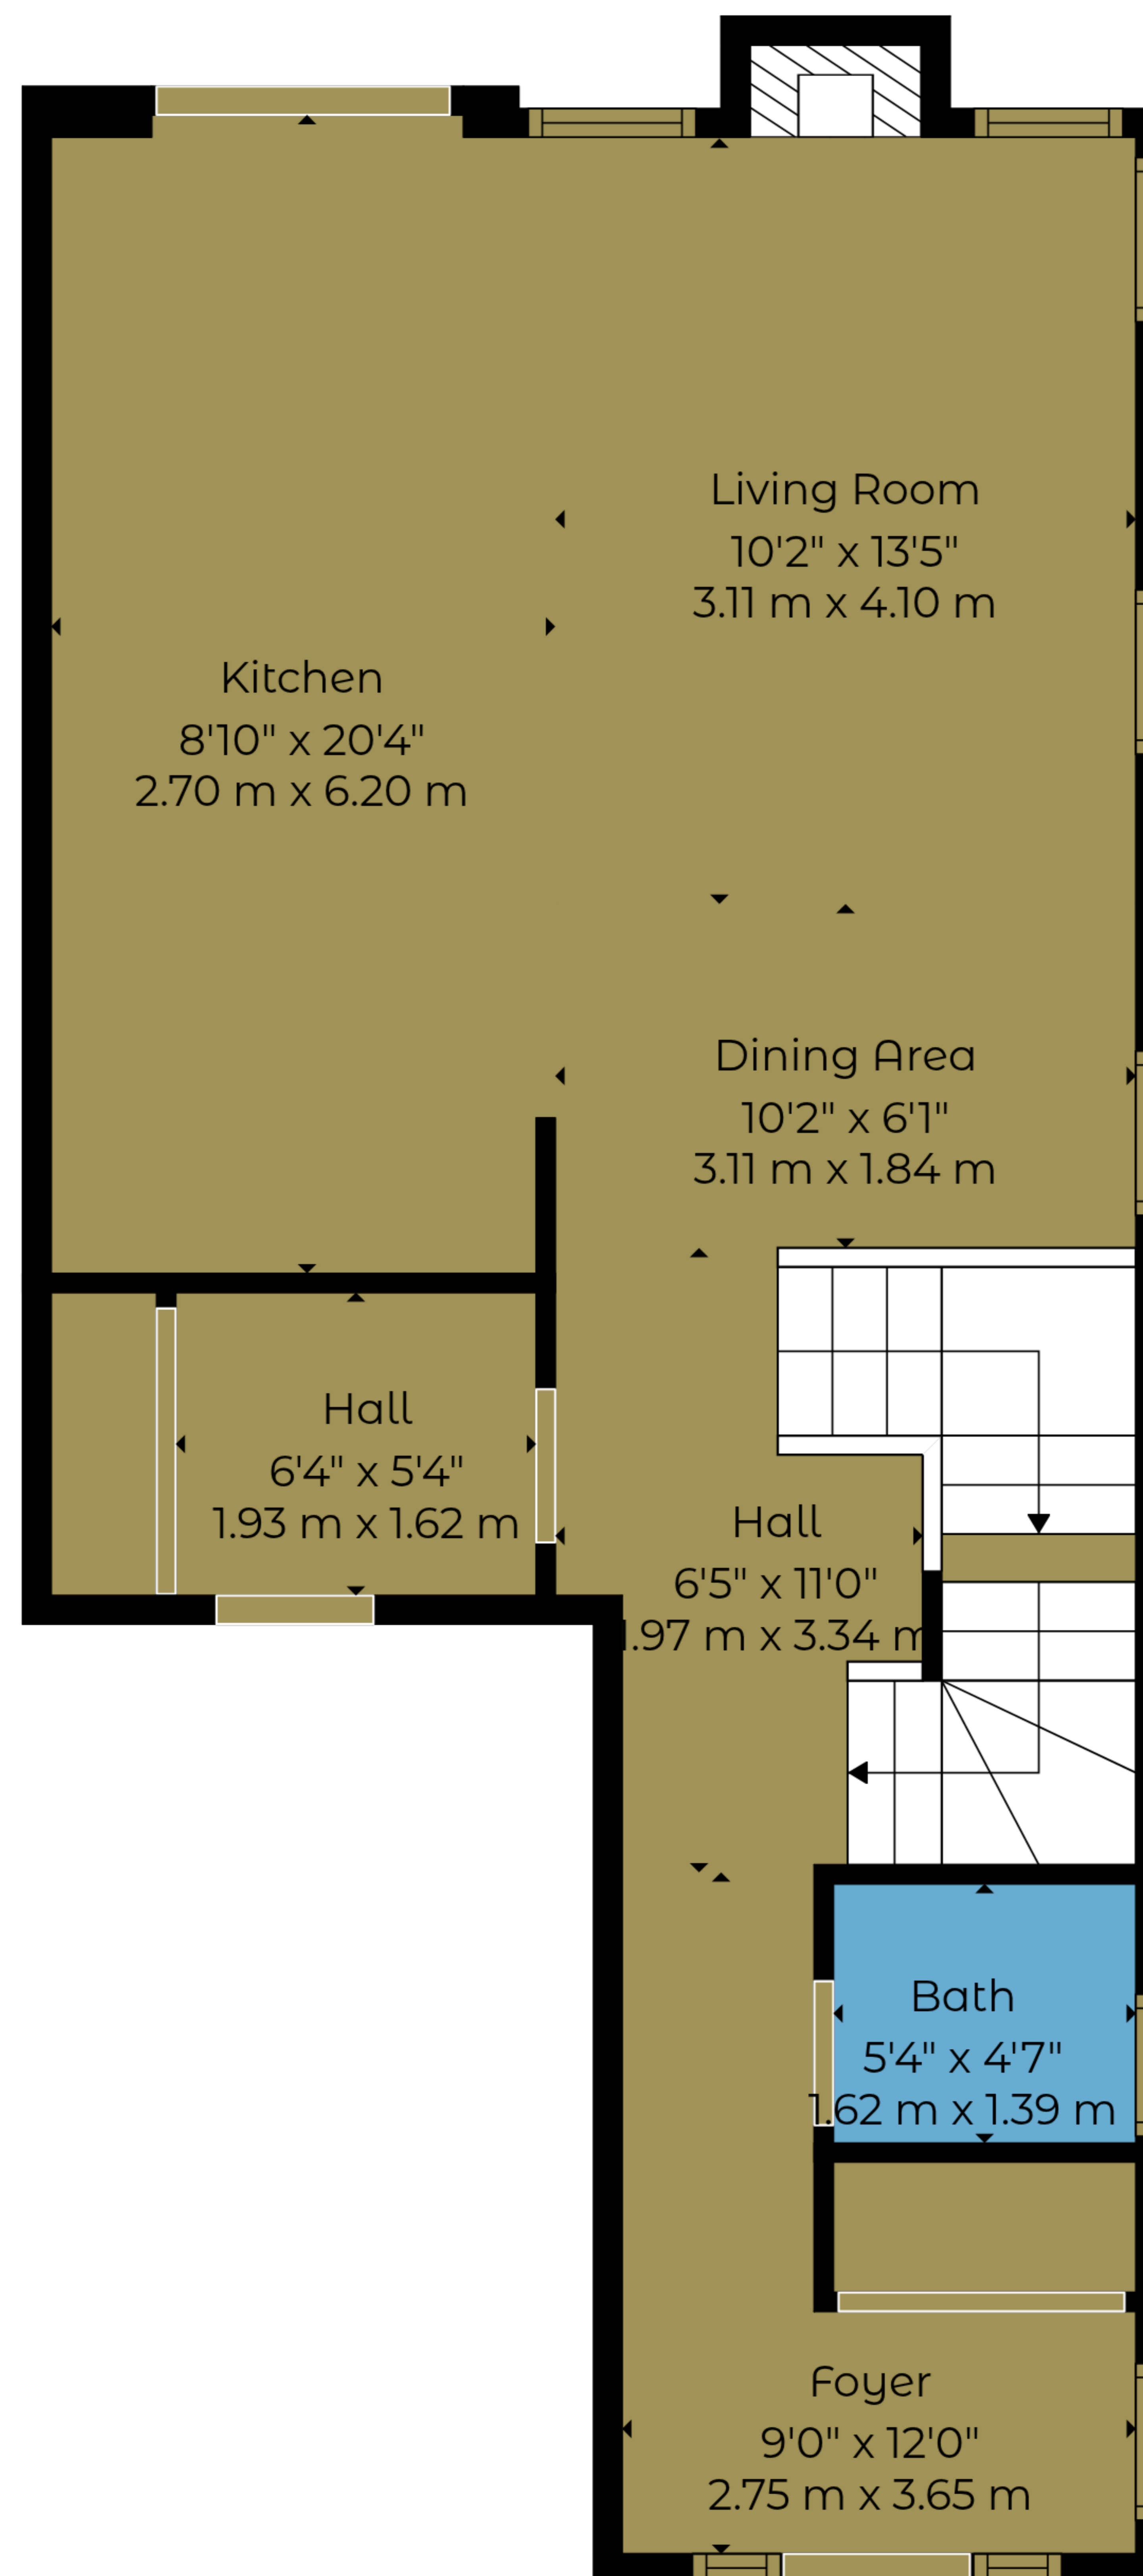 Living Room
10'2" x 13'5"
3.11 m x 4.10 m
Kitchen
8'10" x 20'4"
2.70 m x 6.20 m
Dining Area
10'2" x 6'1"
3.11 m x 1.84 m
Hall
6'4" x 5'4"
1.93 m x 1.62 m
Hall
6'5" x 11'0"
1.97 m x 3.34 m
Bath
5'4" x 4'7"
1.62 m x 1.39 m
Foyer
9'0" x 12'0"
2.75 m x 3.65 m